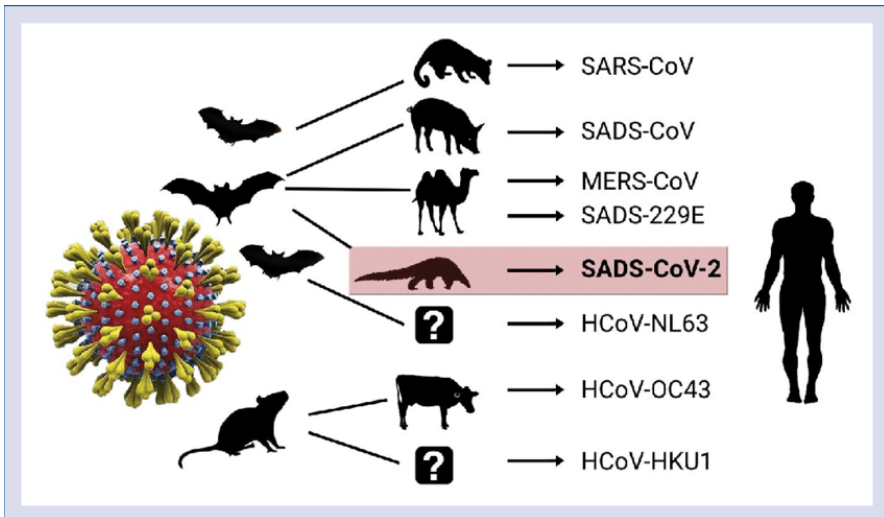 SARS-CoV
SADS-CoV
MERS-CoV
SADS-229E
SADS-CoV-2
?
HCoV-NL63
HCoV-OC43
?
HCoV-HKU1